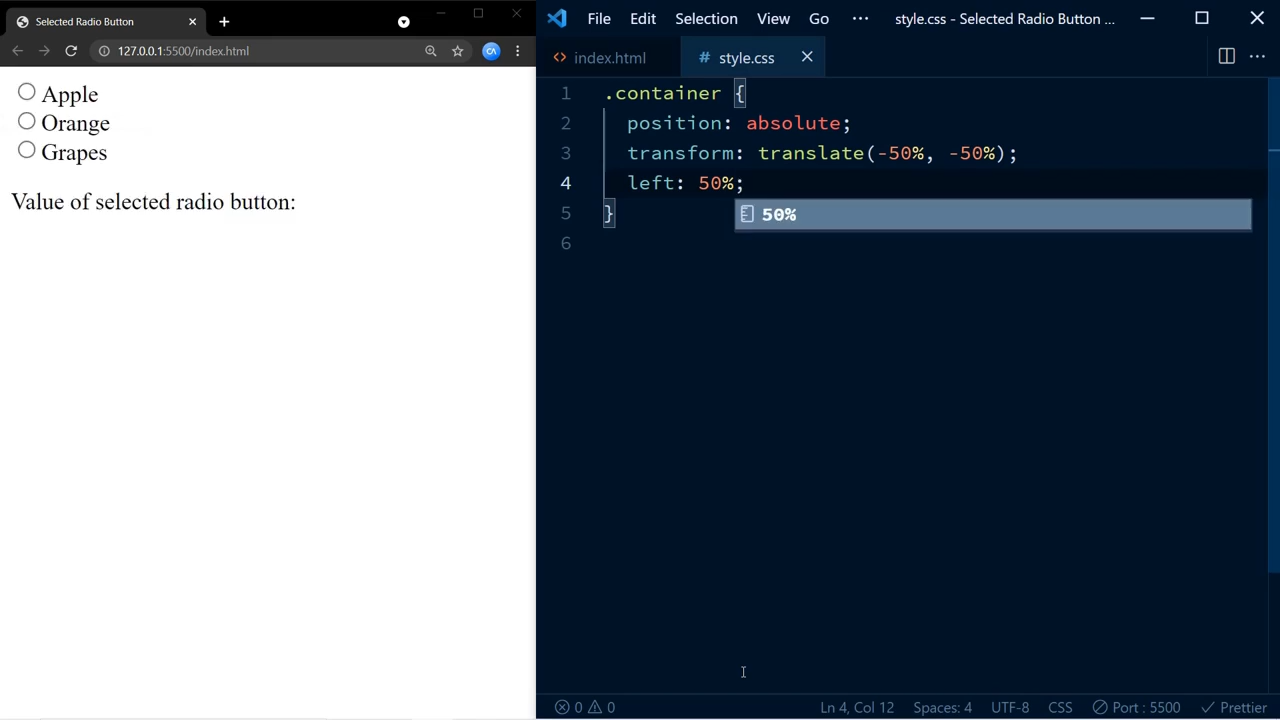 Selected Radio Button
127.0.0.1:5500/index.html
Apple
Orange
Grapes
Value of selected radio button:
File Edit Selection View Go ··· style.css - Selected Radio Button ...
<> index.html # style.css
1 .container {
2 position: absolute;
3 transform: translate(-50%, -50%);
4 left: 50%;
50%
5 }
6
0 0 Ln 4, Col 12 Spaces: 4 UTF-8 CSS Port : 5500 Prettier